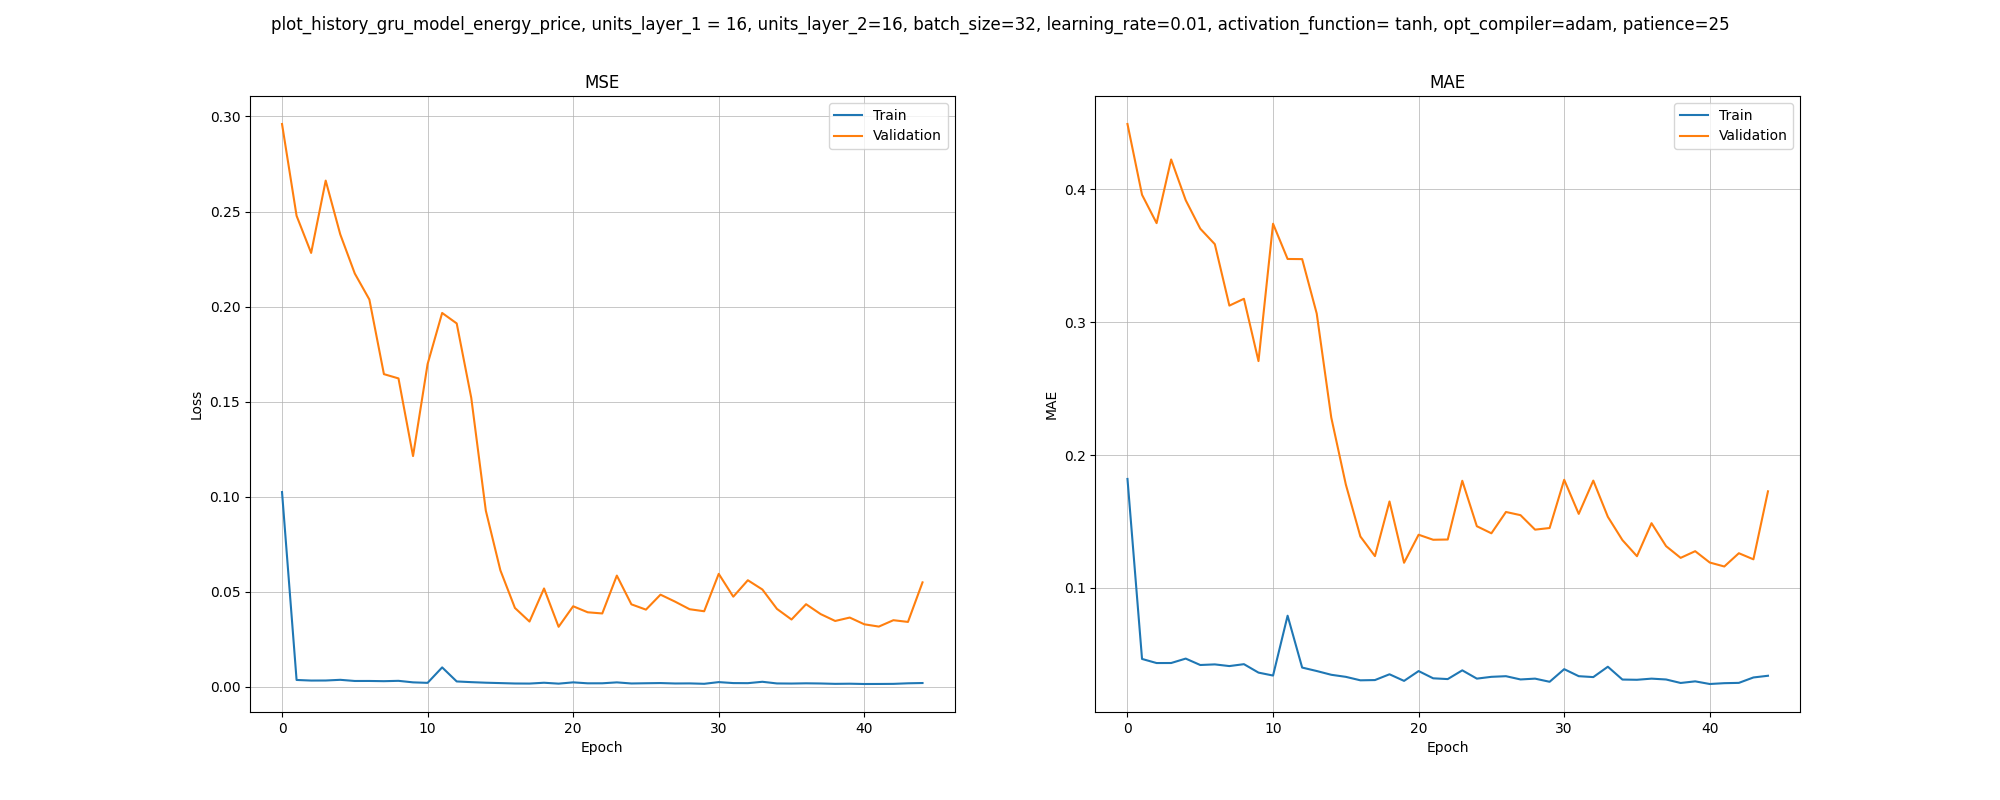 plot_history_gru_model_energy_price, units_layer_1 = 16, units_layer_2=16, batch_size=32, learning_rate=0.01, activation_function= tanh, opt_compiler=adam, patience=25
MSE
Train
Validation
0.30
0.25
0.20
0.15
0.10
0.05
0.00
Loss
0
10
20
30
40
Epoch
MAE
Train
Validation
0.4
0.3
0.2
0.1
MAE
0
10
20
30
40
Epoch